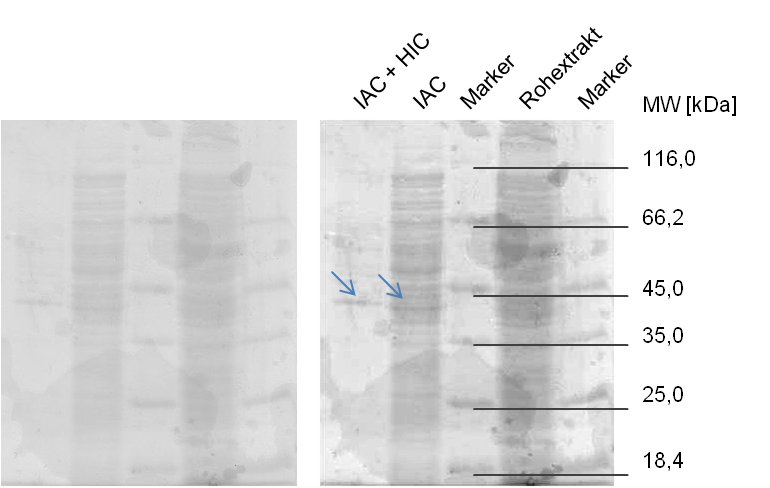 IAC + HIC
IAC
Marker
Rohextrakt
Marker
MW [kDa]
116,0
66,2
45,0
35,0
25,0
18,4